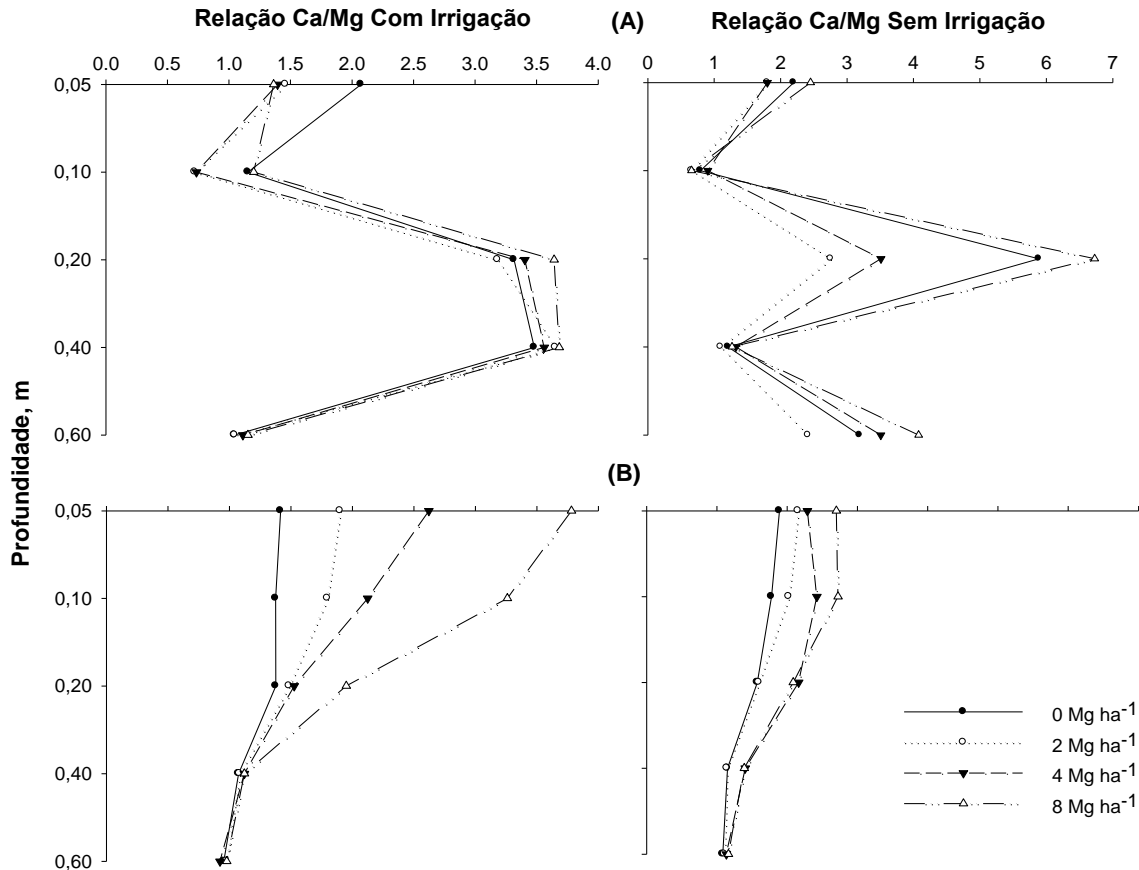 Relação Ca/Mg Com Irrigação
(A)
Relação Ca/Mg Sem Irrigação
0.0 0.5 1.0 1.5 2.0 2.5 3.0 3.5 4.0
0 1 2 3 4 5 6 7
0,05
0,10
0,20
0,40
0,60
Profundidade, m
(B)
0,05
0,10
0,20
0,40
0,60
0 Mg ha-1
2 Mg ha-1
4 Mg ha-1
8 Mg ha-1